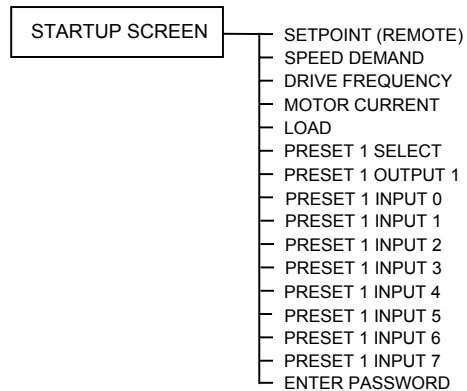 STARTUP SCREEN
SETPOINT (REMOTE)
SPEED DEMAND
DRIVE FREQUENCY
MOTOR CURRENT
LOAD
PRESET 1 SELECT
PRESET 1 OUTPUT 1
PRESET 1 INPUT 0
PRESET 1 INPUT 1
PRESET 1 INPUT 2
PRESET 1 INPUT 3
PRESET 1 INPUT 4
PRESET 1 INPUT 5
PRESET 1 INPUT 6
PRESET 1 INPUT 7
ENTER PASSWORD